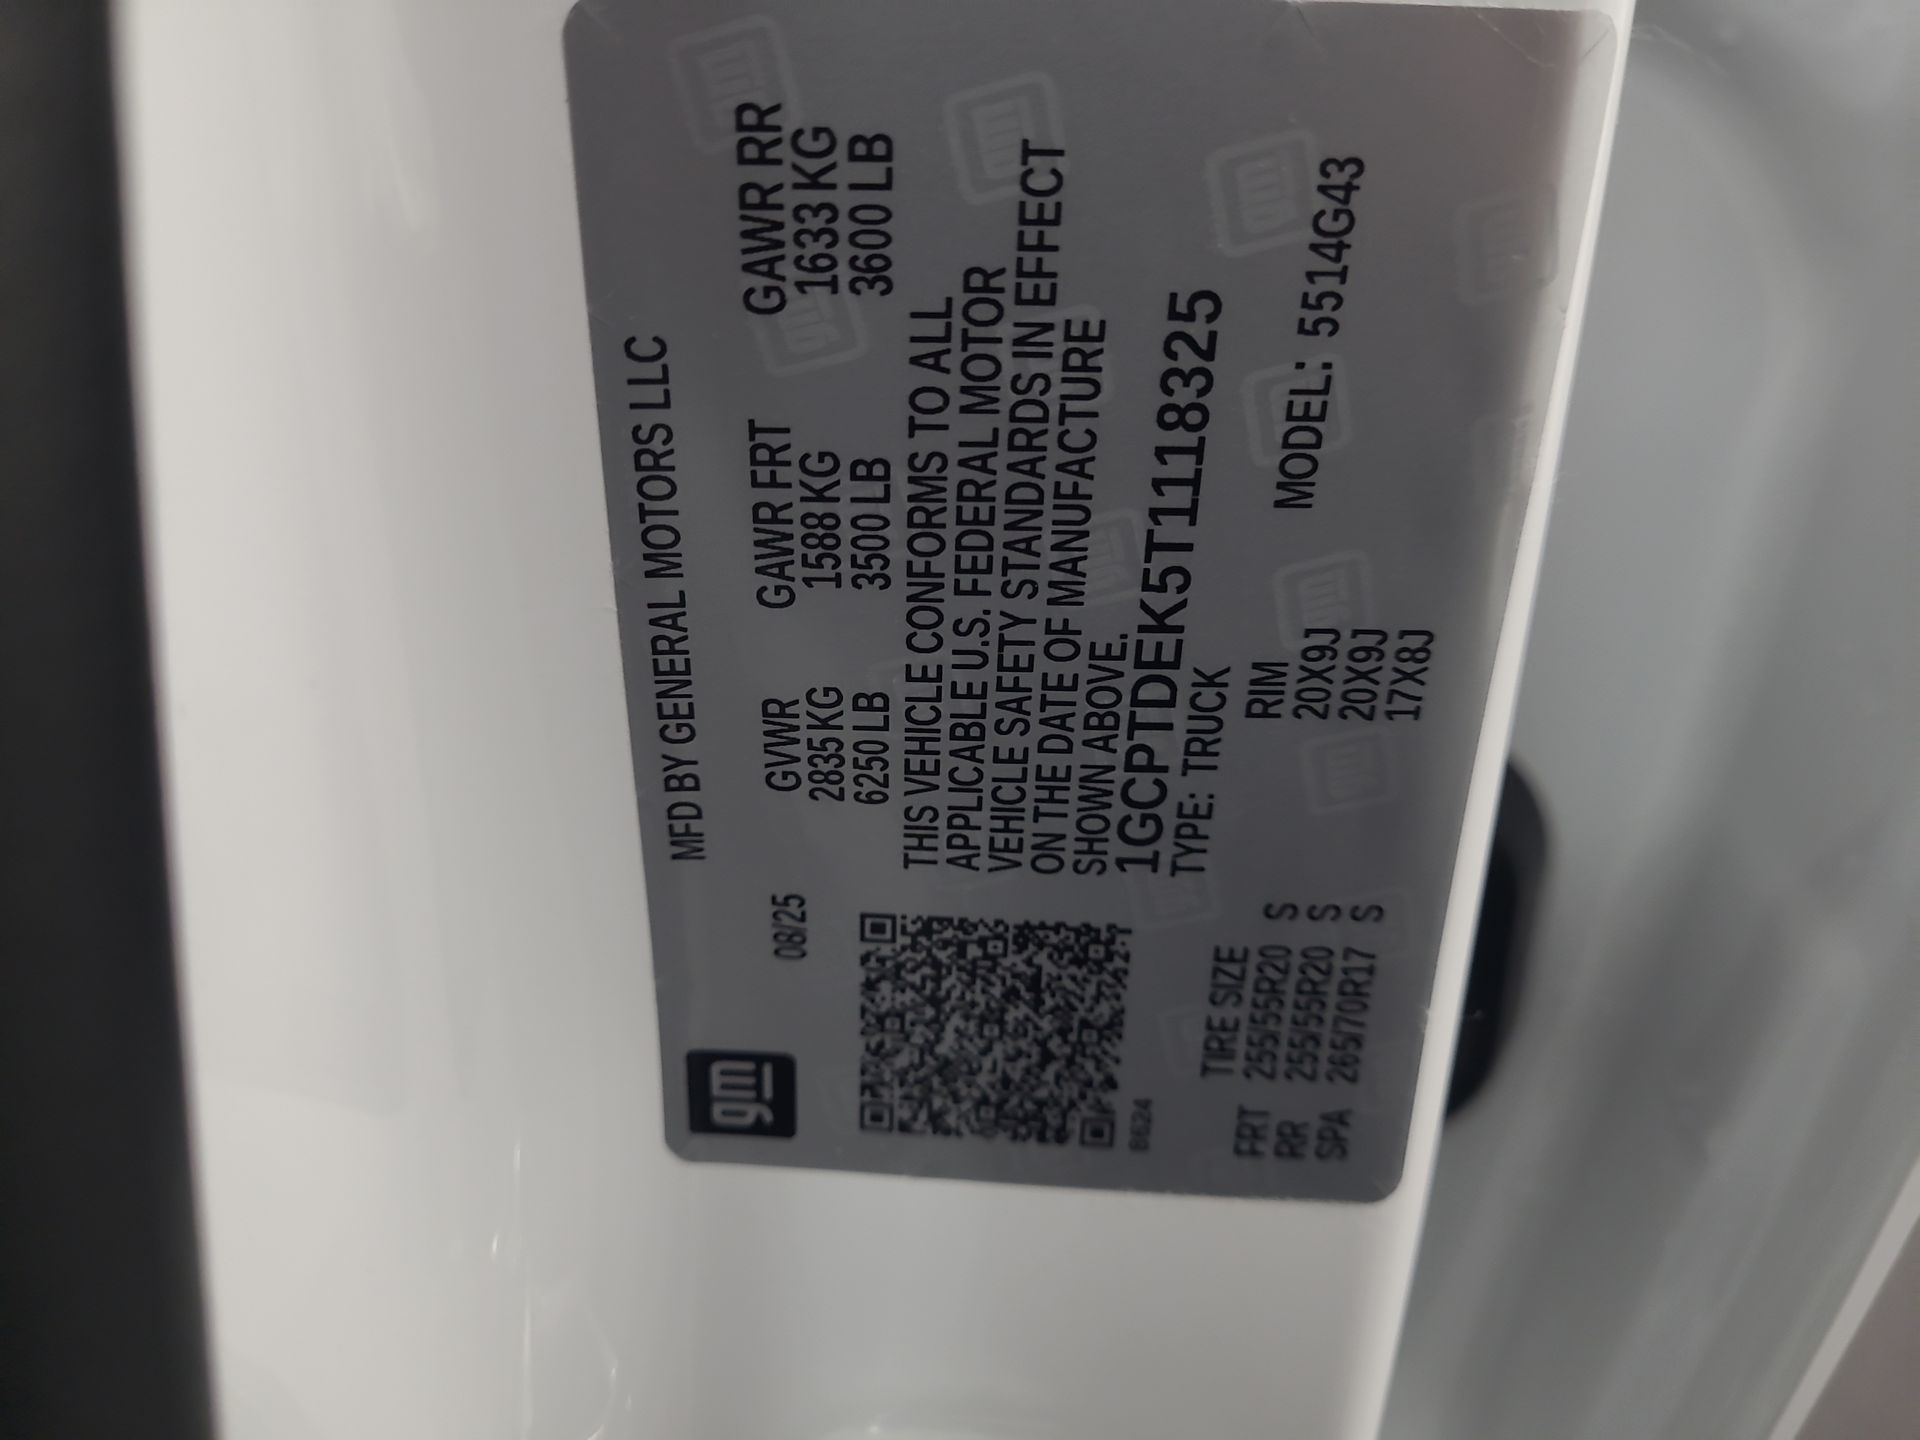 gm
MFD BY GENERAL MOTORS LLC
08/25
GVWR GAWR FRT GAWR RR
2835 KG 1588 KG 1633 KG
6250 LB 3500 LB 3600 LB
THIS VEHICLE CONFORMS TO ALL
APPLICABLE U.S. FEDERAL MOTOR
VEHICLE SAFETY STANDARDS IN EFFECT
ON THE DATE OF MANUFACTURE
SHOWN ABOVE.
1GCPTDEK5T1118325
TYPE: TRUCK
8624
TIRE SIZE RIM MODEL: 5514G43
FRT 255/55R20 S 20X9J
RR 255/55R20 S 20X9J
SPA 265/70R17 S 17X8J